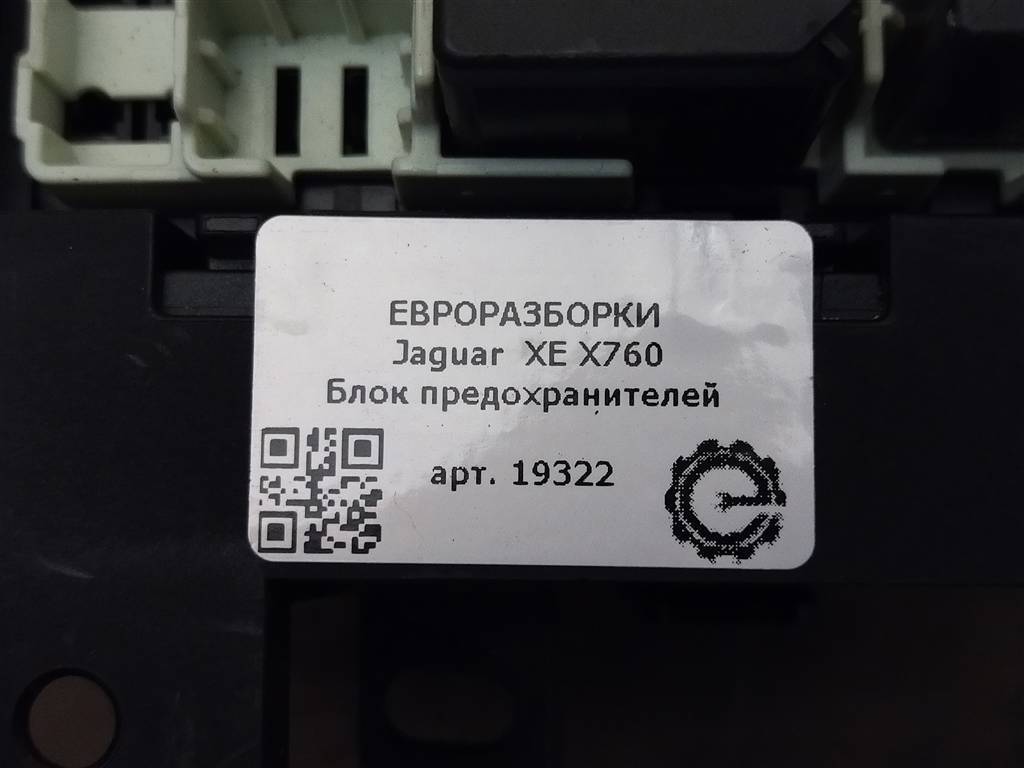 ЕВРОРАЗБОРКИ
Jaguar XE X760
Блок предохранителей
арт. 19322